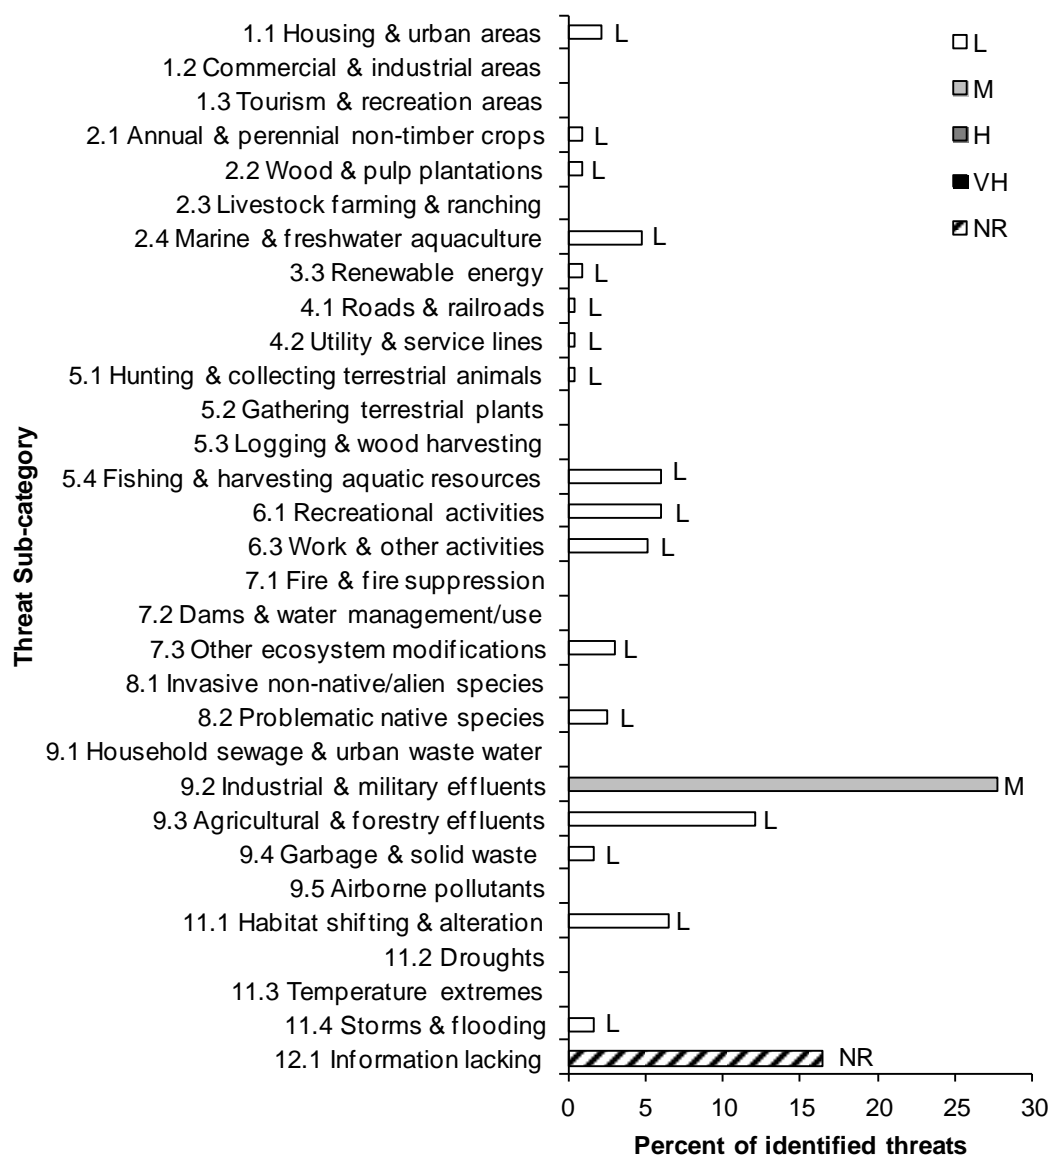 1.1 Housing & urban areas L
1.2 Commercial & industrial areas
1.3 Tourism & recreation areas
2.1 Annual & perennial non-timber crops L
2.2 Wood & pulp plantations L
2.3 Livestock farming & ranching
2.4 Marine & freshwater aquaculture L
3.3 Renewable energy L
4.1 Roads & railroads L
4.2 Utility & service lines L
5.1 Hunting & collecting terrestrial animals L
5.2 Gathering terrestrial plants
5.3 Logging & wood harvesting
5.4 Fishing & harvesting aquatic resources L
6.1 Recreational activities L
6.3 Work & other activities L
7.1 Fire & fire suppression
7.2 Dams & water management/use
7.3 Other ecosystem modifications L
8.1 Invasive non-native/alien species
8.2 Problematic native species L
9.1 Household sewage & urban waste water
9.2 Industrial & military effluents M
9.3 Agricultural & forestry effluents L
9.4 Garbage & solid waste L
9.5 Airborne pollutants
11.1 Habitat shifting & alteration L
11.2 Droughts
11.3 Temperature extremes
11.4 Storms & flooding L
12.1 Information lacking NR
0 5 10 15 20 25 30
Percent of identified threats
Threat Sub-category
L
M
H
VH
NR